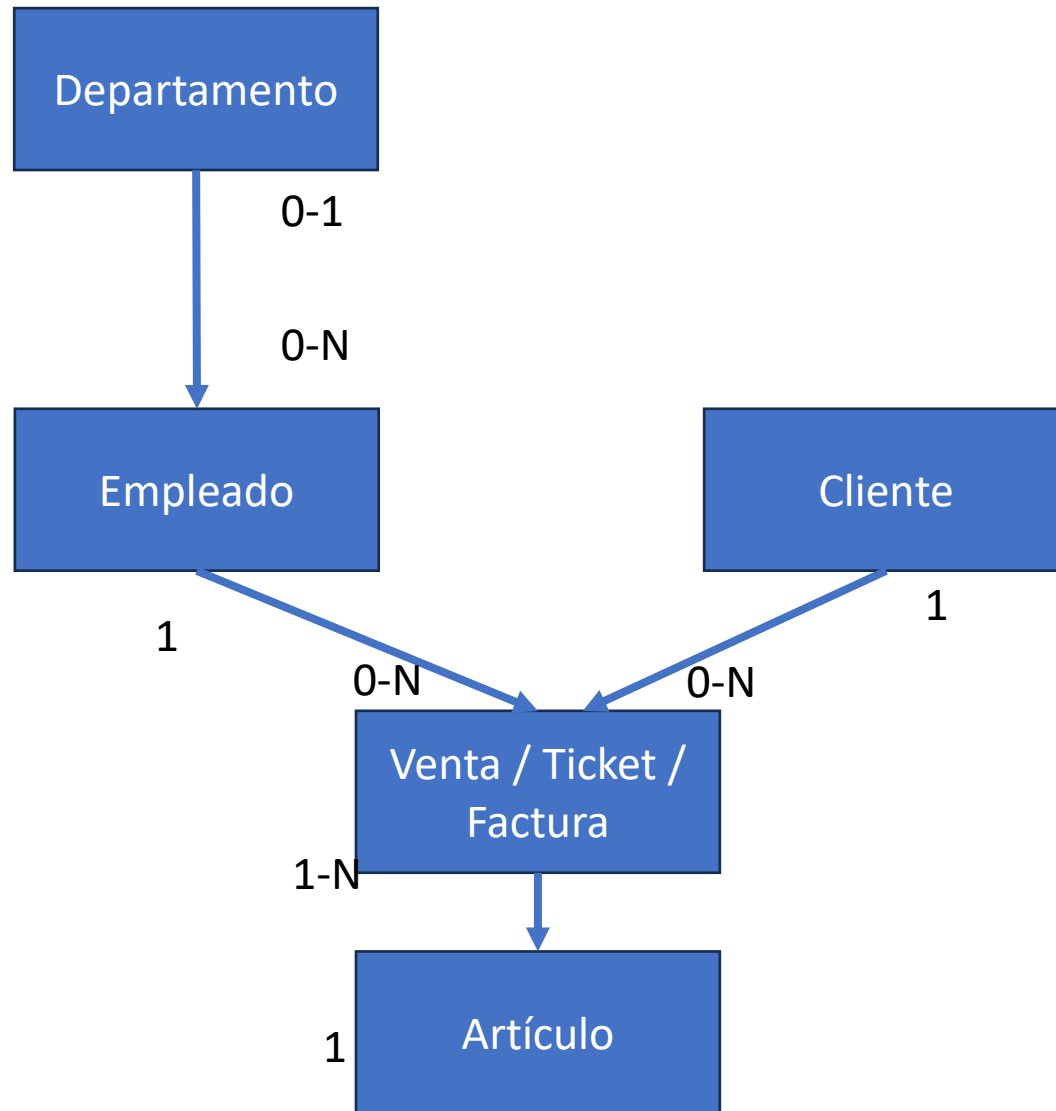 Departamento
0-1
0-N
Empleado
Cliente
1
1
0-N
0-N
Venta / Ticket /
Factura
1-N
Artículo
1